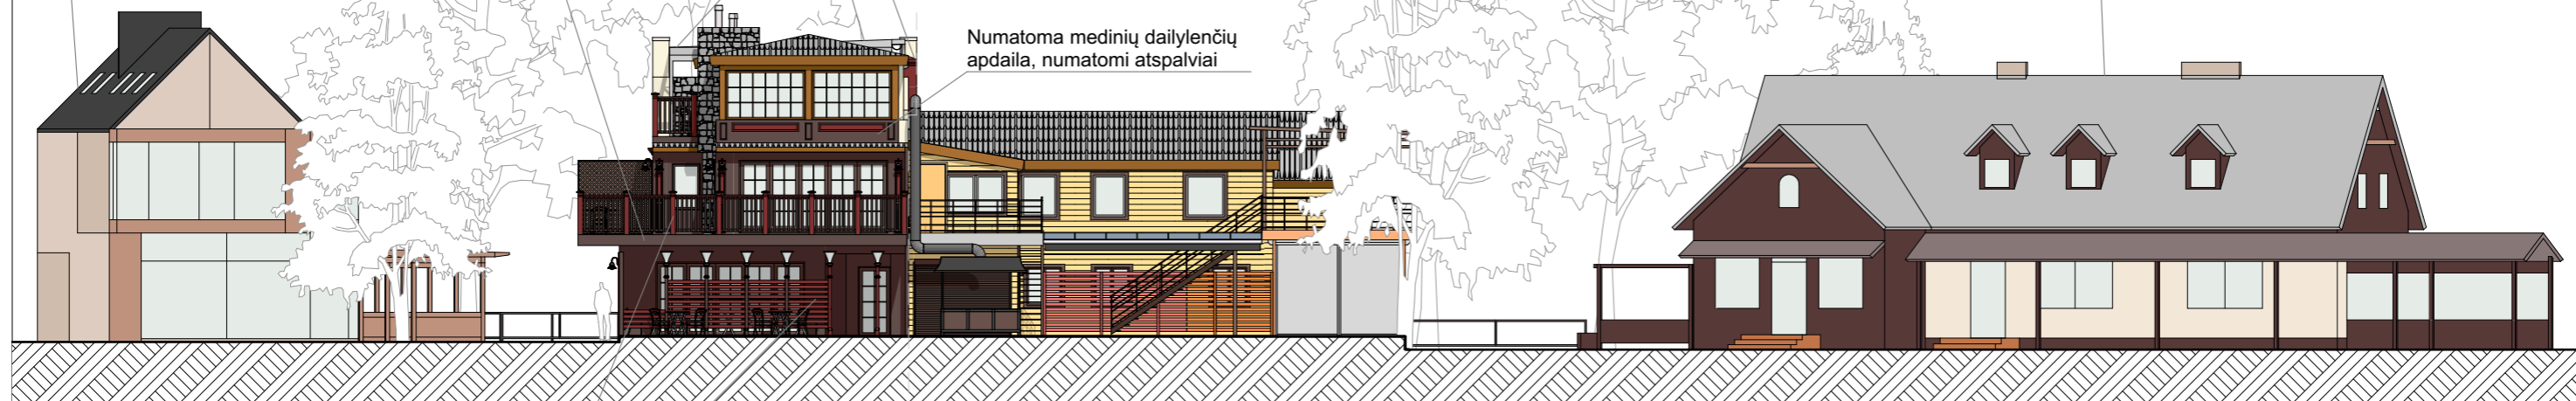 Numatoma medinių dailylenčių
apdaila, numatomi atspalviai